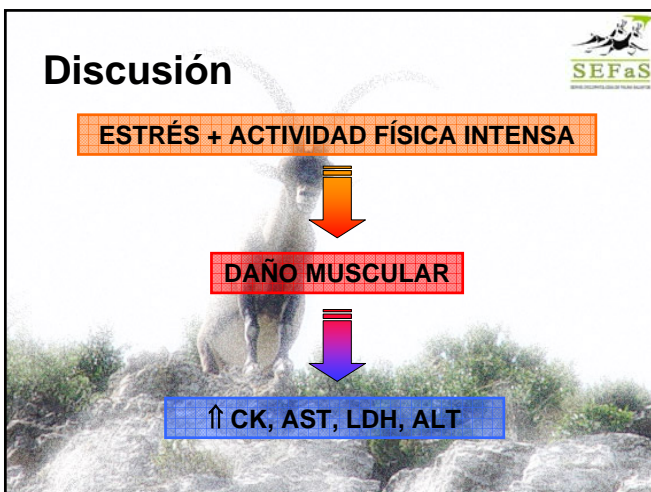 Discusión
SEFaS
ESTRÉS + ACTIVIDAD FÍSICA INTENSA
DAÑO MUSCULAR
⇑ CK, AST, LDH, ALT